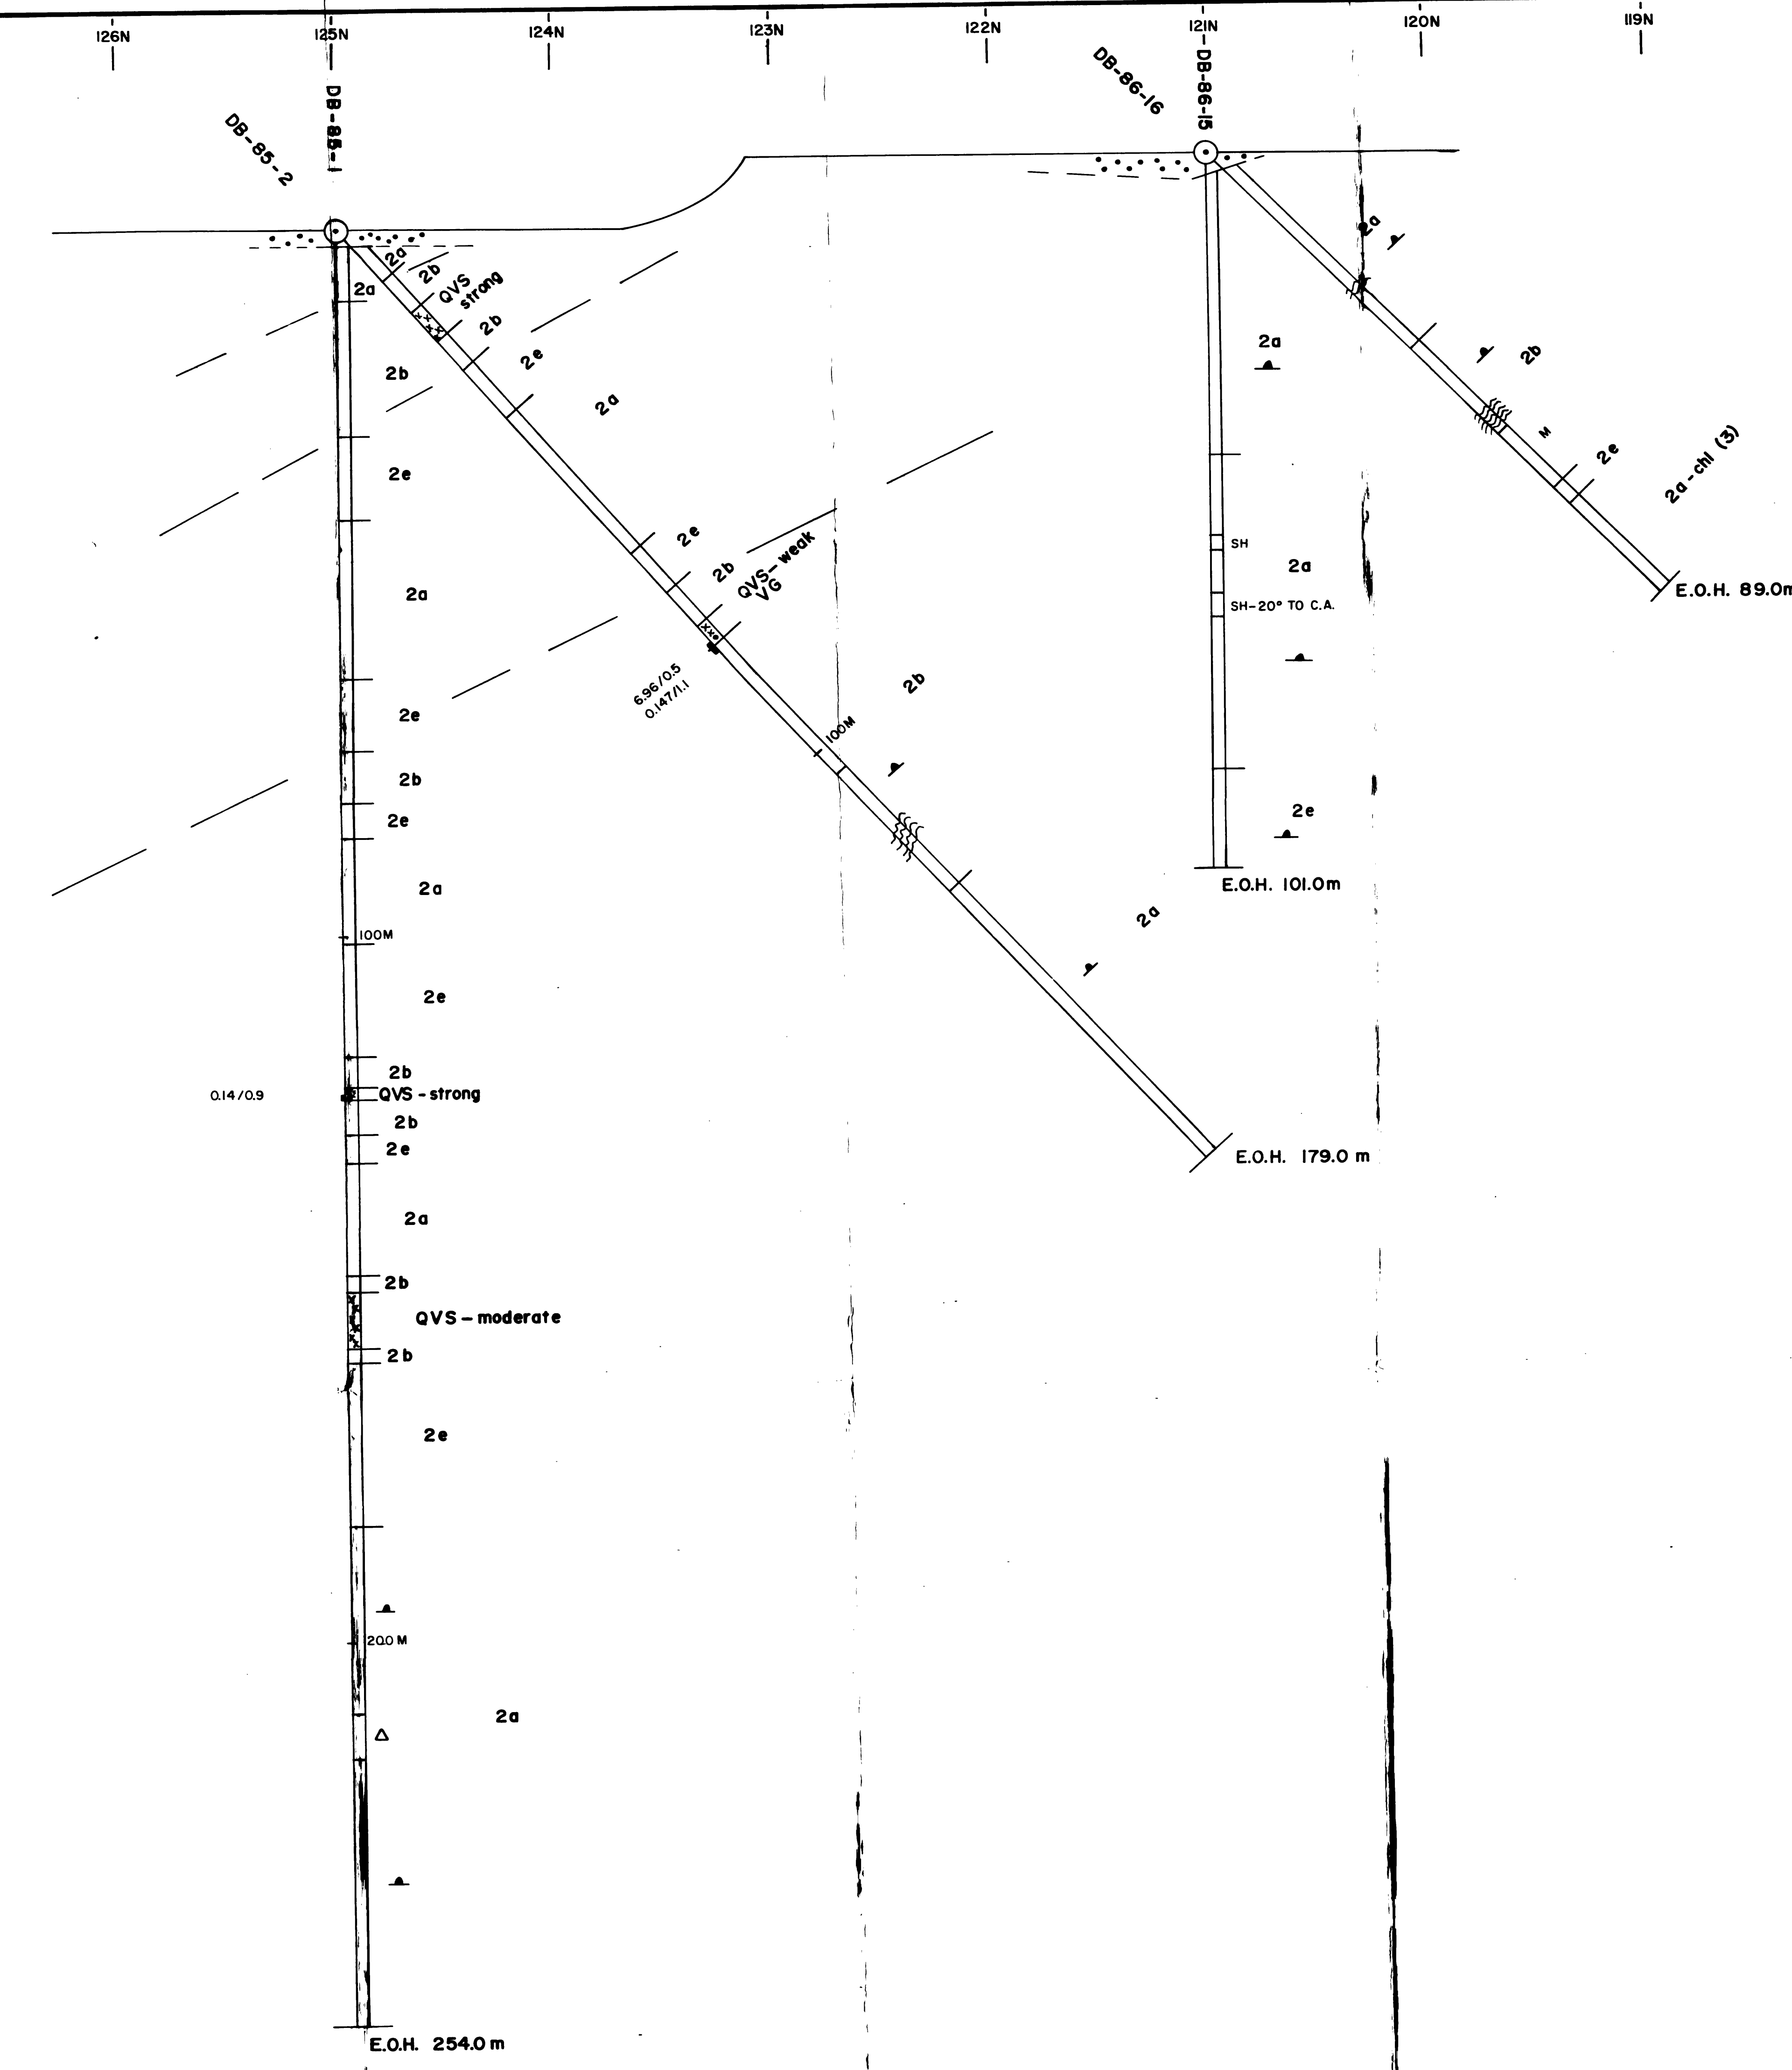 126N 125N 124N 123N 122N 121N 120N 119N
DB-85-2
DB-85-1
DB-86-16
DB-86-15
2a
2b
QVS
strong
2b
2e
2a
2e
2b
QVS-weak
VG
6.96/0.5
0.147/1.1
2b
100M
2a
E.O.H. 179.0 m
2a
2b
2e
2a
2e
2b
2e
2a
100M
2e
2b
0.14/0.9
QVS-strong
2b
2e
2a
2b
QVS-moderate
2b
2e
200 M
2a
E.O.H. 254.0 m
2a
SH
2a
SH-20° TO C.A.
2e
E.O.H. 101.0m
2a
2b
M
2e
2a-chl (3)
E.O.H. 89.0m